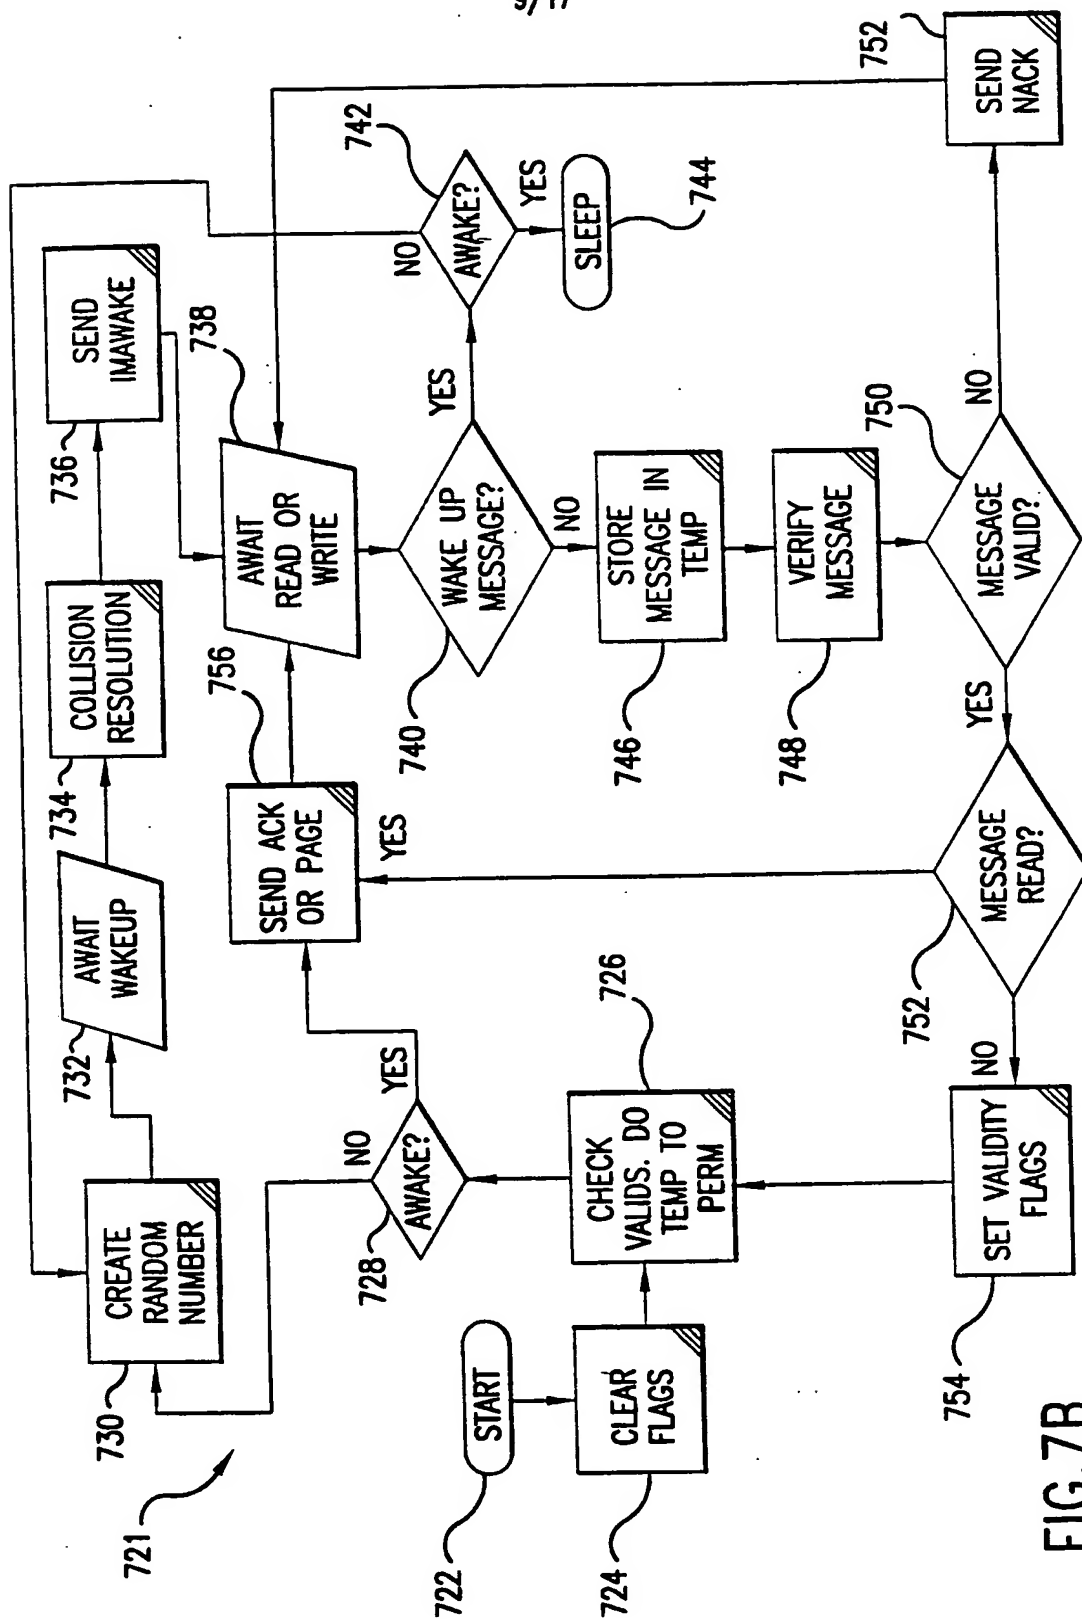 9/17
721
722
START
724
CLEAR
FLAGS
726
CHECK
VALIDS. DO
TEMP TO
PERM
728
AWAKE?
NO
YES
730
CREATE
RANDOM
NUMBER
732
AWAIT
WAKEUP
734
COLLISION
RESOLUTION
736
SEND
IMAWAKE
738
AWAIT
READ OR
WRITE
740
WAKE UP
MESSAGE?
YES
NO
742
AWAKE?
NO
YES
744
SLEEP
746
STORE
MESSAGE IN
TEMP
748
VERIFY
MESSAGE
750
MESSAGE
VALID?
NO
YES
752
SEND
NACK
752
MESSAGE
READ?
YES
NO
754
SET VALIDITY
FLAGS
756
SEND ACK
OR PAGE
FIG.7B